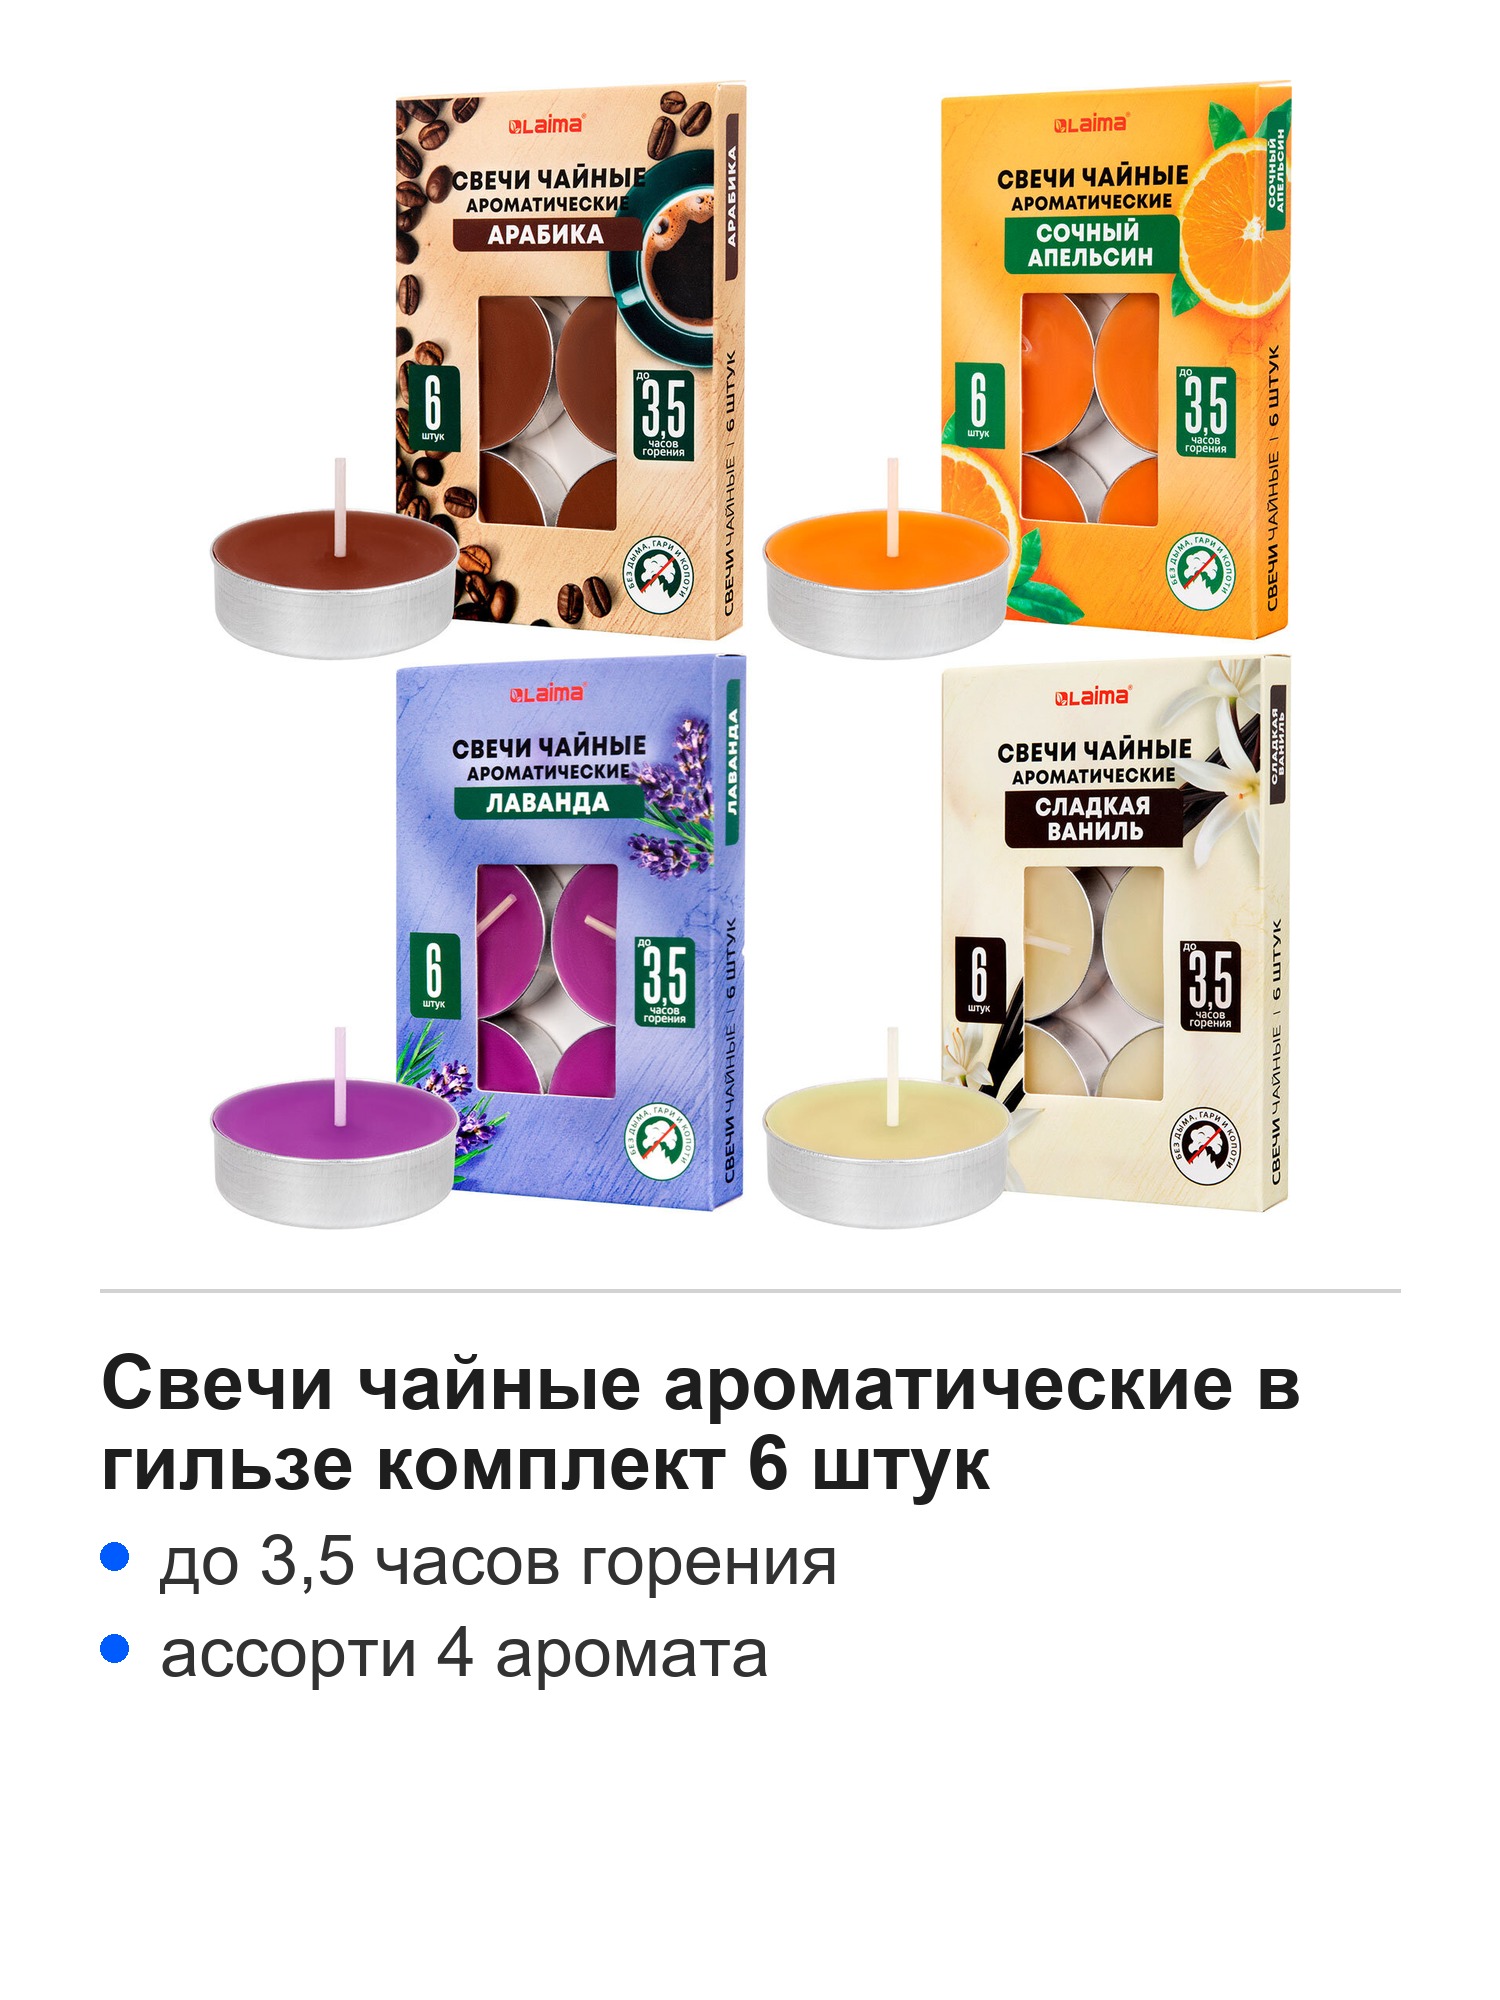 Laima
СВЕЧИ ЧАЙНЫЕ
АРОМАТИЧЕСКИЕ
АРАБИКА
6
штук
до
3,5
часов
горения
БЕЗ ДЫМА, ГАРИ И КОПОТИ
АРАБИКА
СВЕЧИ ЧАЙНЫЕ | 6 ШТУК
Laima
СВЕЧИ ЧАЙНЫЕ
АРОМАТИЧЕСКИЕ
СОЧНЫЙ
АПЕЛЬСИН
6
штук
до
3,5
часов
горения
БЕЗ ДЫМА, ГАРИ И КОПОТИ
СОЧНЫЙ
АПЕЛЬСИН
СВЕЧИ ЧАЙНЫЕ | 6 ШТУК
Laima
СВЕЧИ ЧАЙНЫЕ
АРОМАТИЧЕСКИЕ
ЛАВАНДА
6
штук
до
3,5
часов
горения
БЕЗ ДЫМА, ГАРИ И КОПОТИ
ЛАВАНДА
СВЕЧИ ЧАЙНЫЕ | 6 ШТУК
Laima
СВЕЧИ ЧАЙНЫЕ
АРОМАТИЧЕСКИЕ
СЛАДКАЯ
ВАНИЛЬ
6
штук
до
3,5
часов
горения
БЕЗ ДЫМА, ГАРИ И КОПОТИ
СЛАДКАЯ
ВАНИЛЬ
СВЕЧИ ЧАЙНЫЕ | 6 ШТУК
Свечи чайные ароматические в
гильзе комплект 6 штук
до 3,5 часов горения
ассорти 4 аромата